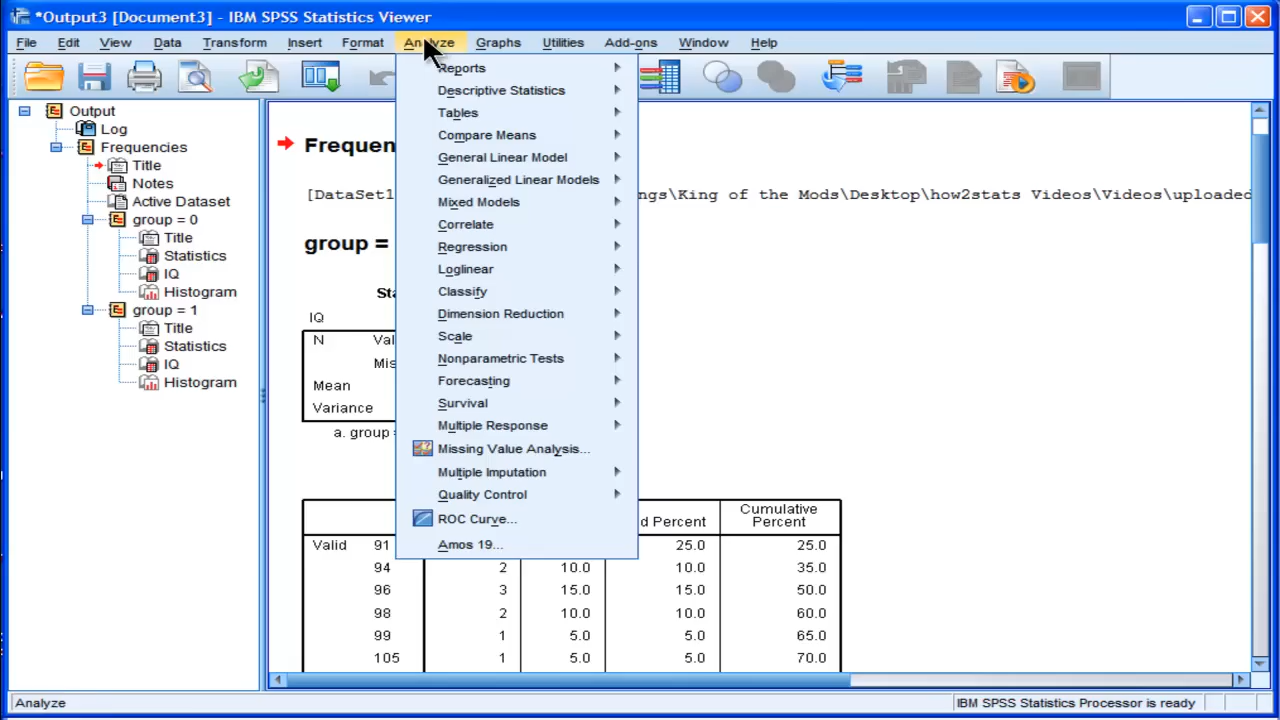 *Output3 [Document3] - IBM SPSS Statistics Viewer
File Edit View Data Transform Insert Format Analyze Graphs Utilities Add-ons Window Help
Output
Log
Frequencies
Title
Notes
Active Dataset
group = 0
Title
Statistics
IQ
Histogram
group = 1
Title
Statistics
IQ
Histogram
Reports
Descriptive Statistics
Tables
Compare Means
General Linear Model
Generalized Linear Models
Mixed Models
Correlate
Regression
Loglinear
Classify
Dimension Reduction
Scale
Nonparametric Tests
Forecasting
Survival
Multiple Response
Missing Value Analysis...
Multiple Imputation
Quality Control
ROC Curve...
Amos 19...
Frequen
[DataSet1 ngs\King of the Mods\Desktop\how2stats Videos\Videos\uploaded
group =
Sta
IQ
N Val
Mis
Mean
Variance
a. group
d Percent Cumulative Percent
Valid 91 25.0 25.0
94 2 10.0 10.0 35.0
96 3 15.0 15.0 50.0
98 2 10.0 10.0 60.0
99 1 5.0 5.0 65.0
105 1 5.0 5.0 70.0
Analyze
IBM SPSS Statistics Processor is ready